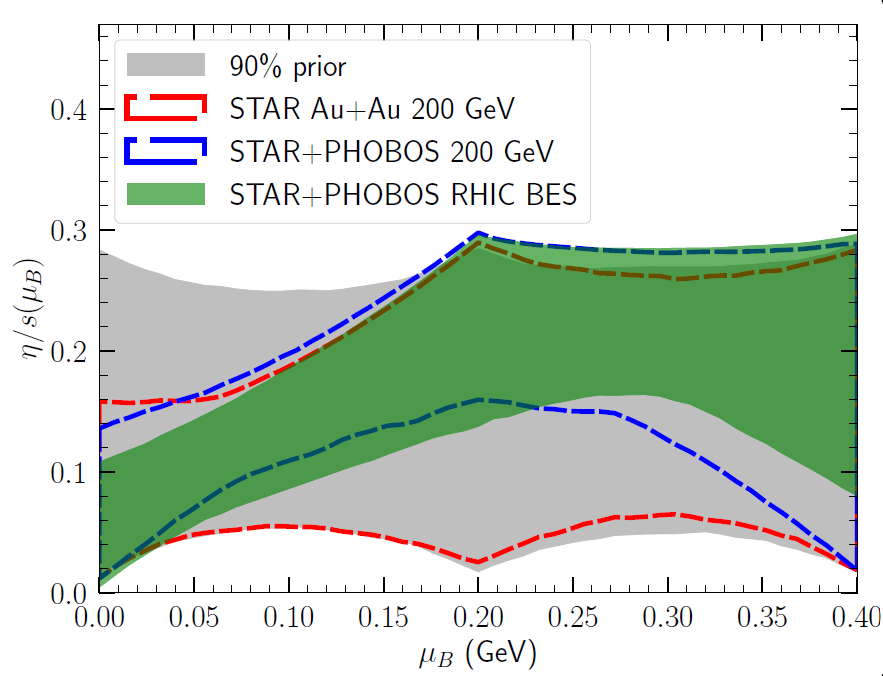 90% prior
STAR Au+Au 200 GeV
STAR+PHOBOS 200 GeV
STAR+PHOBOS RHIC BES
0.4
0.3
0.2
0.1
0.0
η/s(μ_B)
0.00 0.05 0.10 0.15 0.20 0.25 0.30 0.35 0.40
μ_B (GeV)